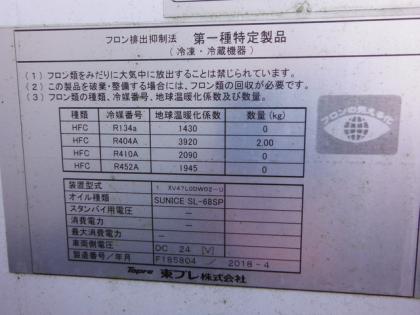 フロン排出抑制法 第一種特定製品
(冷凍・冷蔵機器)
(1) フロン類をみだりに大気中に放出することは禁じられています。
(2) この製品を破棄・整備する場合には、フロン類の回収が必要です。
(3) フロン類の種類、冷媒番号、地球温暖化係数及び数量。
種類 冷媒番号 地球温暖化係数 数量(kg)
HFC R134a 1430 0
HFC R404A 3920 2.00
HFC R410A 2090 0
HFC R452A 1945 0
フロンの見える化
装置型式 XV47LDDW02-U
オイル種類 SUNICE SL-68SP
スタンバイ用電圧 −
消費電力 −
最大消費電力 −
車両側電圧 DC 24 [V]
製造番号/年月 F185804 / 2018-4
Topre 東プレ株式会社